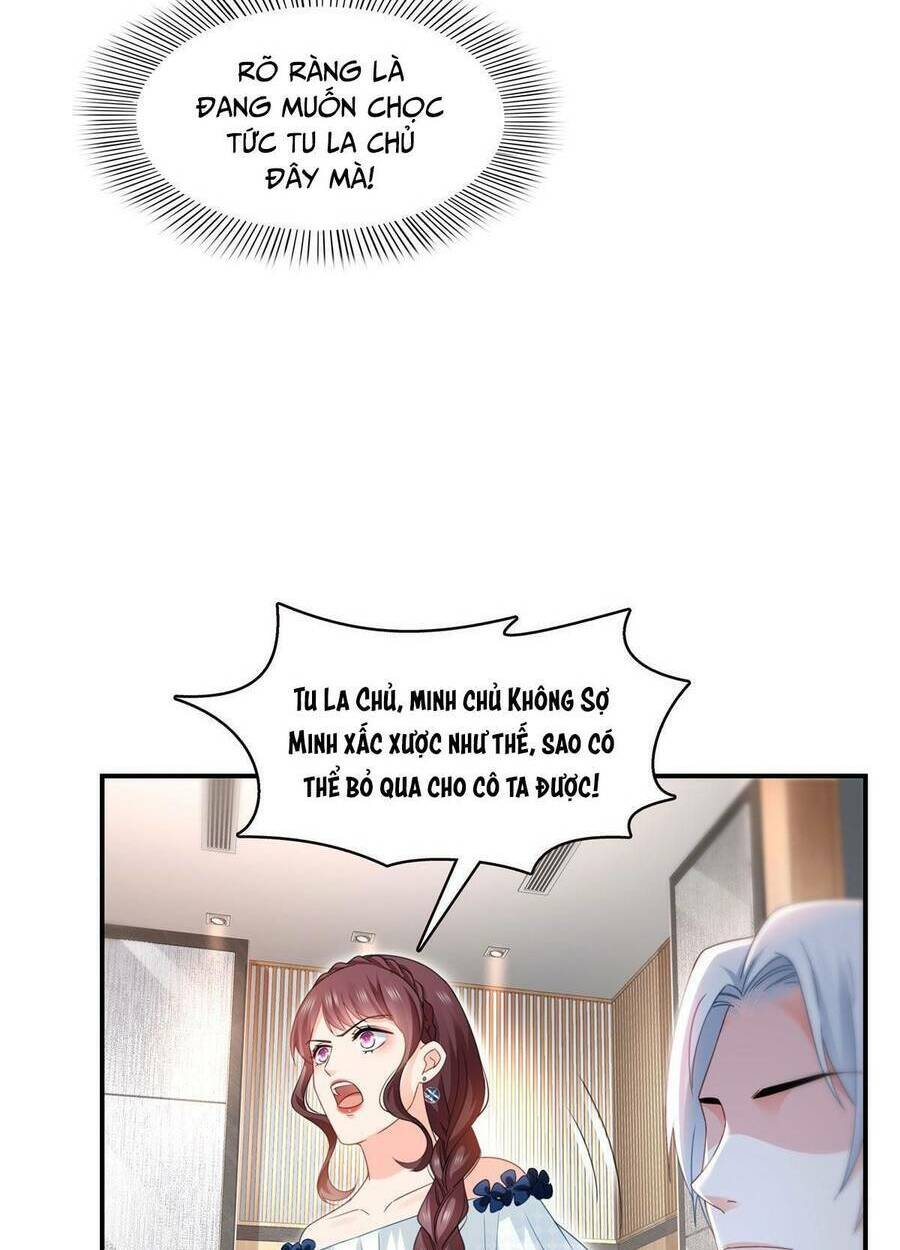 RÕ RÀNG LÀ
ĐANG MUỐN CHỌC
TỨC TU LA CHỦ
ĐÂY MÀ!
TU LA CHỦ, MINH CHỦ KHÔNG SỢ
MINH XẤC XƯỢC NHƯ THẾ, SAO CÓ
THỂ BỎ QUA CHO CÔ TA ĐƯỢC!